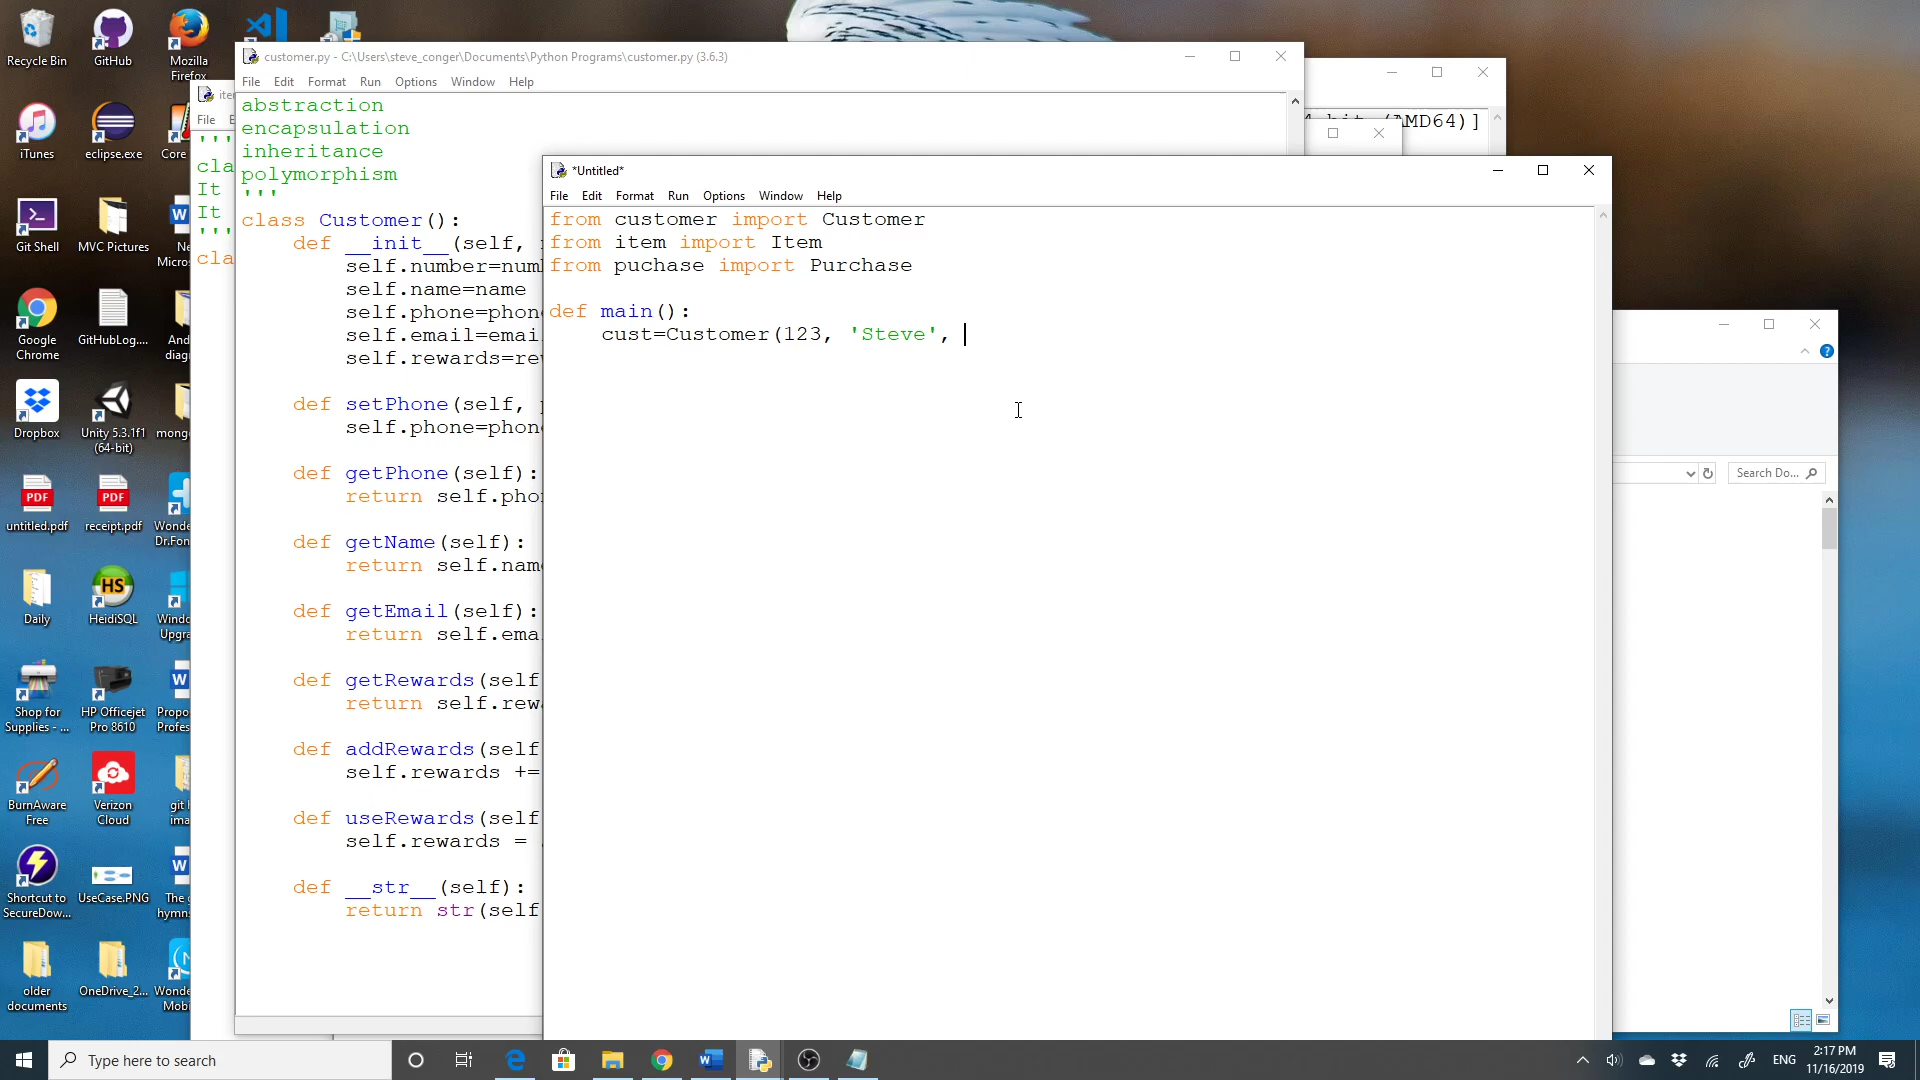 Recycle Bin
GitHub
Mozilla
Firefox
iTunes
eclipse.exe
Core
Git Shell
MVC Pictures
Google
Chrome
GitHubLog....
Dropbox
Unity 5.3.1f1
(64-bit)
PDF
untitled.pdf
PDF
receipt.pdf
Daily
HS
HeidiSQL
Shop for
Supplies - ...
HP Officejet
Pro 8610
BurnAware
Free
Verizon
Cloud
Shortcut to
SecureDow...
UseCase.PNG
older
documents
OneDrive_2...
File
'''
It
It
'''
customer.py - C:\Users\steve_conger\Documents\Python Programs\customer.py (3.6.3)
File Edit Format Run Options Window Help
abstraction
encapsulation
inheritance
polymorphism
'''
class Customer():
def __init__(self,
self.number=num
self.name=name
self.phone=phon
self.email=emai
self.rewards=re
def setPhone(self,
self.phone=phon
def getPhone(self):
return self.pho
def getName(self):
return self.nam
def getEmail(self):
return self.ema
def getRewards(self
return self.rew
def addRewards(self
self.rewards +=
def useRewards(self
self.rewards =
def __str__(self):
return str(self
(AMD64)]
*Untitled*
File Edit Format Run Options Window Help
from customer import Customer
from item import Item
from puchase import Purchase
def main():
cust=Customer(123, 'Steve',
Search Do...
Type here to search
ENG
2:17 PM
11/16/2019